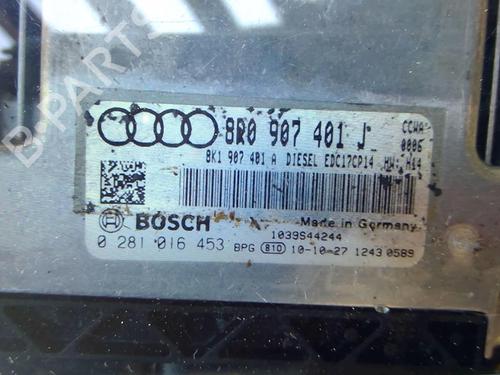 8R0 907 401 J
CCWA
0006
8K1 907 401 A DIESEL EDC17CP14 HW: H14
BOSCH
Made in Germany
1039S44244
0 281 016 453 BPG 810 10-10-27 1243 0589
B-PARTS